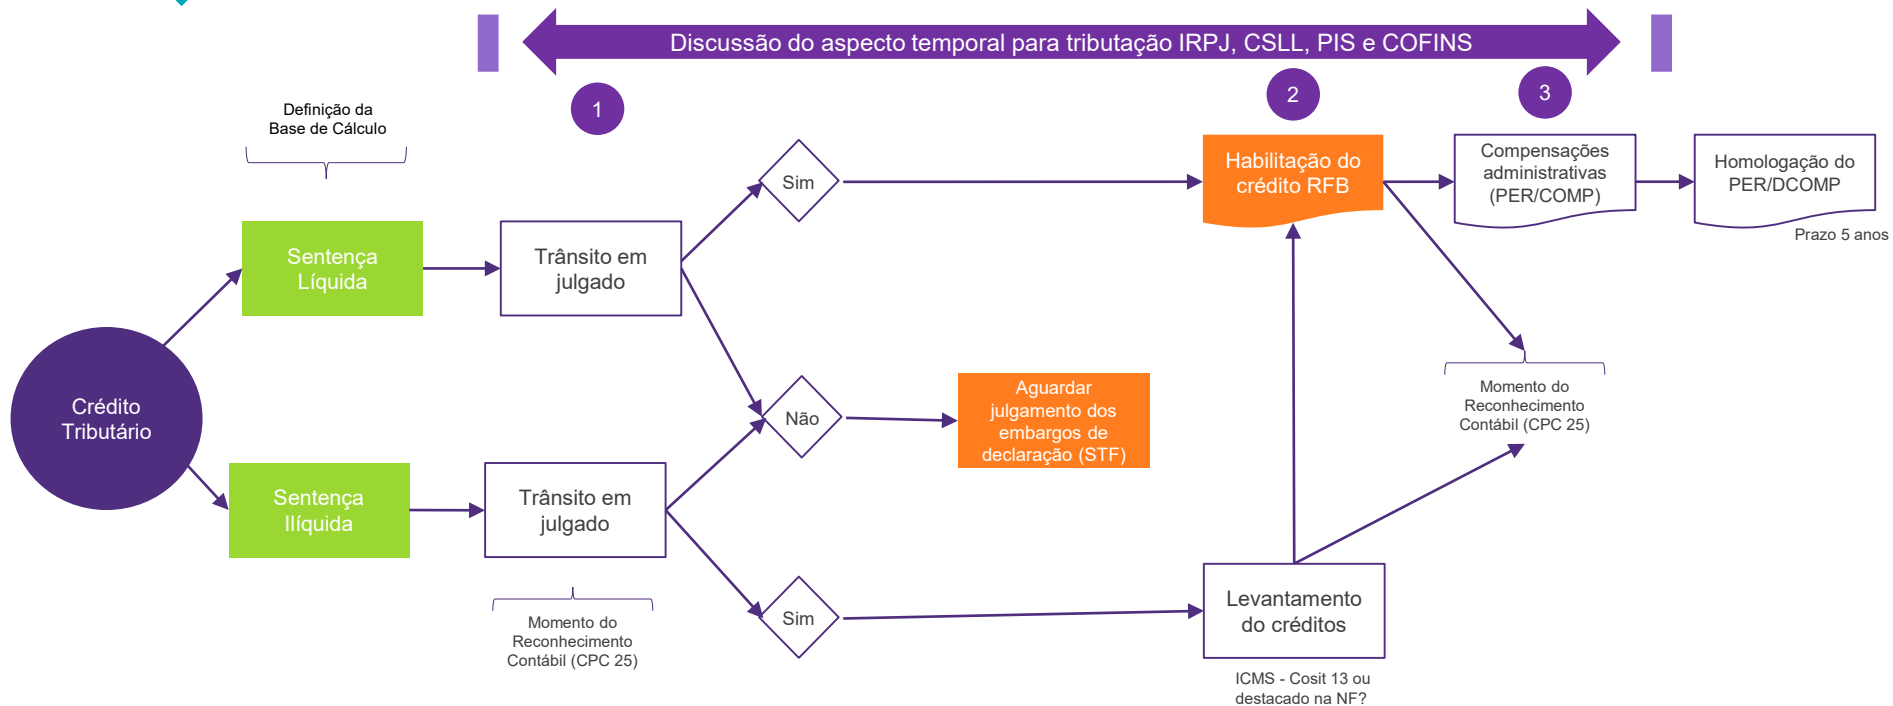 Discussão do aspecto temporal para tributação IRPJ, CSLL, PIS e COFINS
1
2
3
Definição da
Base de Cálculo
Sentença
Líquida
Trânsito em
julgado
Sim
Habilitação do
crédito RFB
Compensações
administrativas
(PER/COMP)
Homologação do
PER/DCOMP
Prazo 5 anos
Crédito
Tributário
Não
Aguardar
julgamento dos
embargos de
declaração (STF)
Momento do
Reconhecimento
Contábil (CPC 25)
Sentença
Ilíquida
Trânsito em
julgado
Momento do
Reconhecimento
Contábil (CPC 25)
Sim
Levantamento
do créditos
ICMS - Cosit 13 ou
destacado na NF?